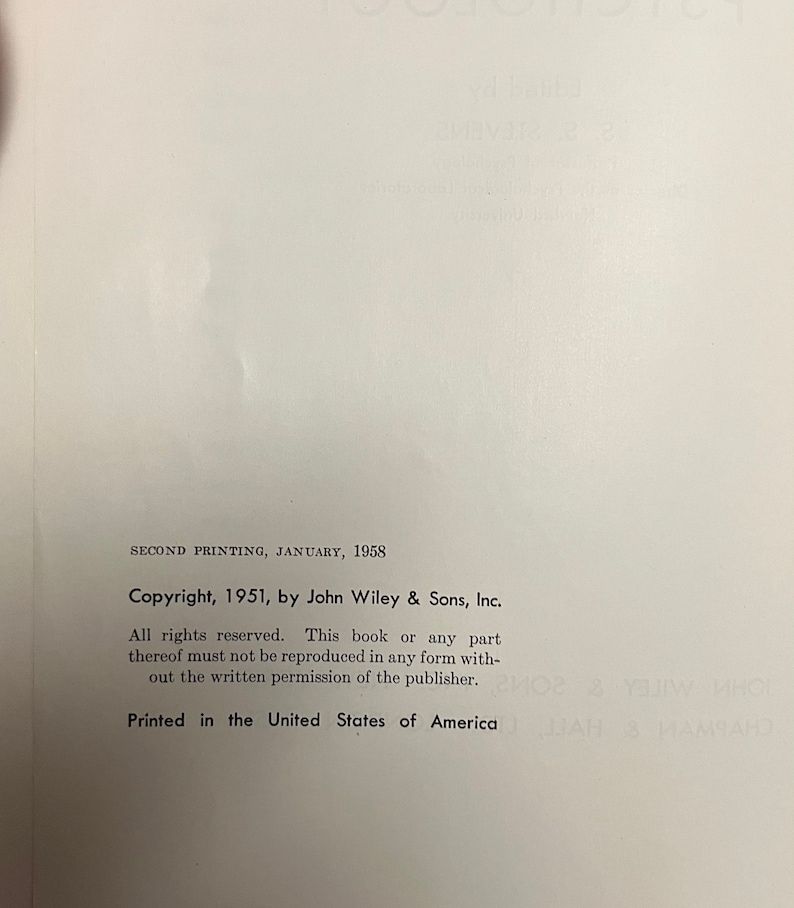 SECOND PRINTING, JANUARY, 1958
Copyright, 1951, by John Wiley & Sons, Inc.
All rights reserved. This book or any part
thereof must not be reproduced in any form with-
out the written permission of the publisher.
Printed in the United States of America